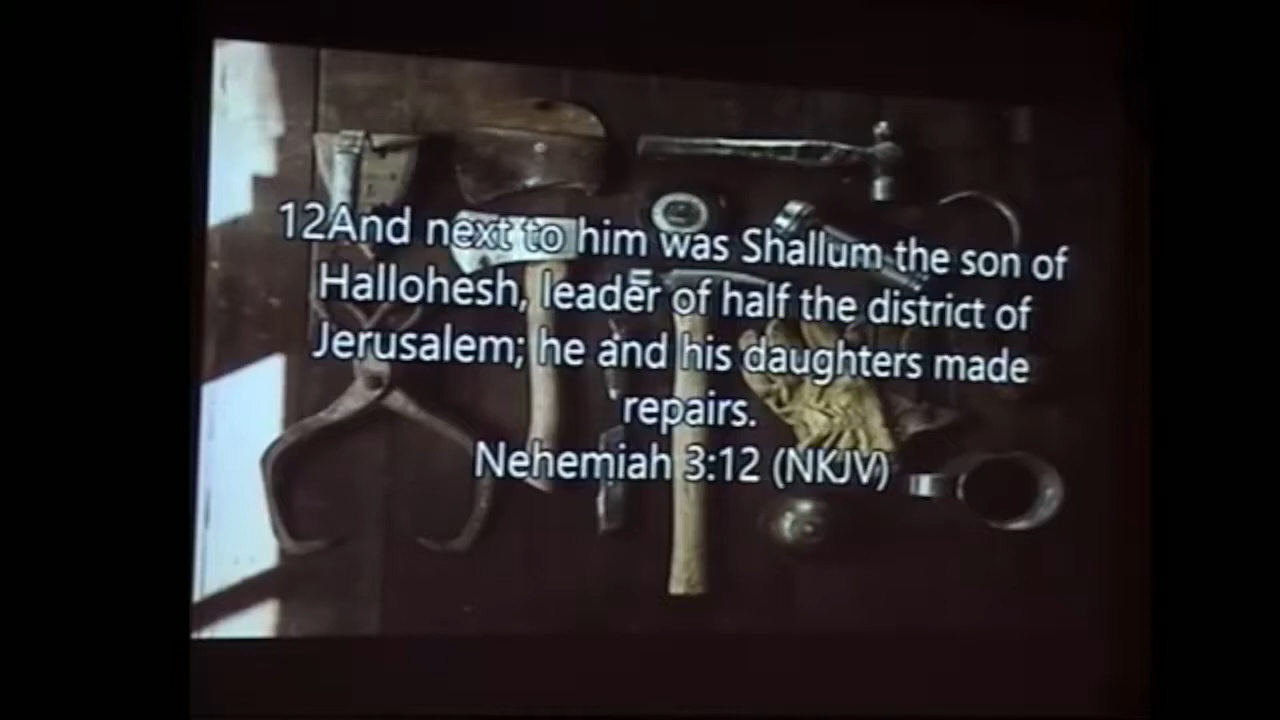 12And next to him was Shallum the son of
Hallohesh, leader of half the district of
Jerusalem; he and his daughters made
repairs.
Nehemiah 3:12 (NKJV)